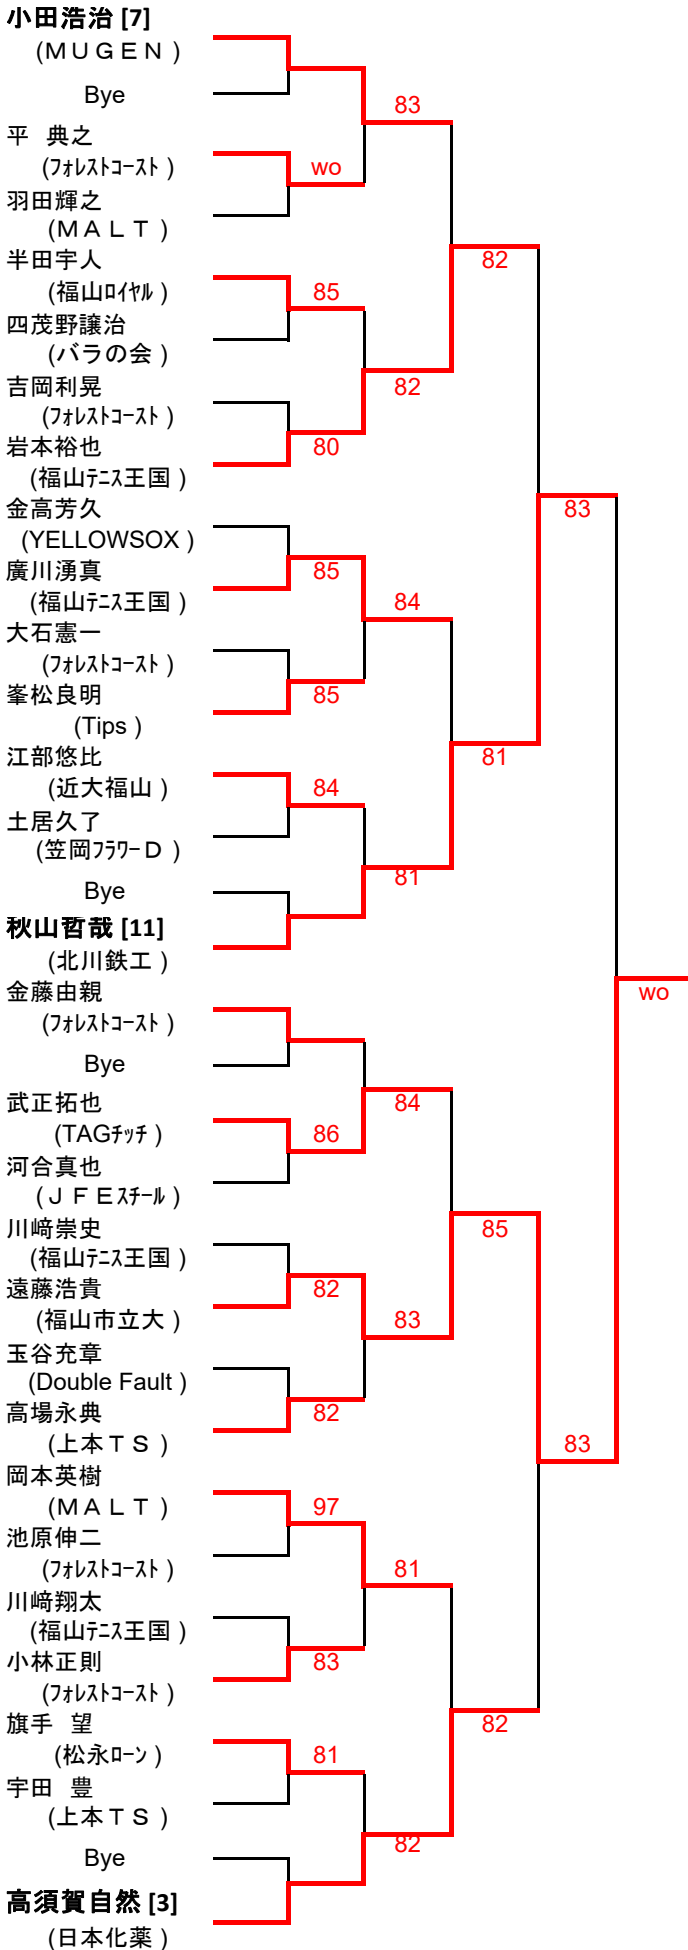 小田浩治 [7]
(ＭＵＧＥＮ )
Bye
83
平　典之
(ﾌｫﾚｽﾄｺｰｽﾄ )
wo
羽田輝之
(ＭＡＬＴ )
半田宇人
82
(福山ﾛｲﾔﾙ )
85
四茂野譲治
(バラの会 )
吉岡利晃
82
(ﾌｫﾚｽﾄｺｰｽﾄ )
岩本裕也
80
(福山ﾃﾆｽ王国 )
金高芳久
83
(YELLOWSOX )
廣川湧真
85
(福山ﾃﾆｽ王国 )
84
大石憲一
(ﾌｫﾚｽﾄｺｰｽﾄ )
峯松良明
85
(Tips )
江部悠比
81
(近大福山 )
84
土居久了
(笠岡ﾌﾗﾜｰＤ )
81
Bye
秋山哲哉 [11]
(北川鉄工 )
金藤由親
wo
(ﾌｫﾚｽﾄｺｰｽﾄ )
Bye
武正拓也
84
(TAGﾁｯﾁ )
86
河合真也
(ＪＦＥｽﾁｰﾙ )
川﨑崇史
85
(福山ﾃﾆｽ王国 )
遠藤浩貴
82
(福山市立大 )
83
玉谷充章
(Double Fault )
高場永典
82
(上本ＴＳ )
83
岡本英樹
(ＭＡＬＴ )
97
池原伸二
(ﾌｫﾚｽﾄｺｰｽﾄ )
81
川﨑翔太
(福山ﾃﾆｽ王国 )
小林正則
83
(ﾌｫﾚｽﾄｺｰｽﾄ )
旗手　望
82
(松永ﾛｰﾝ )
81
宇田　豊
(上本ＴＳ )
82
Bye
高須賀自然 [3]
(日本化薬 )